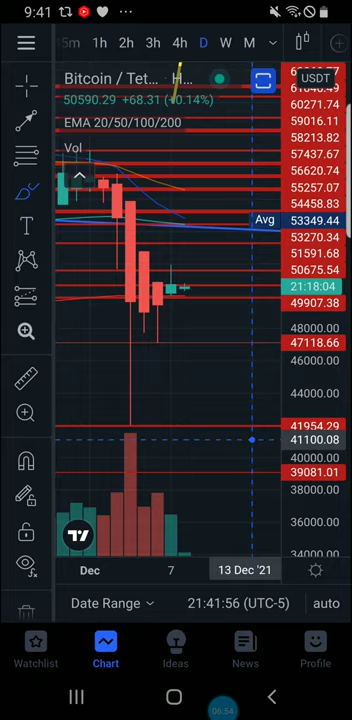 9:41
15m 1h 2h 3h 4h D W M
Bitcoin / Tet... · H...
50590.29 +68.31 (+0.14%)
EMA 20/50/100/200
Vol
USDT
60271.74
59016.11
58213.82
57437.67
56620.74
55257.07
54458.83
Avg 53349.44
53270.34
51591.68
50675.54
21:18:04
49907.38
48000.00
47118.66
46000.00
44000.00
41954.29
41100.08
40000.00
39081.01
38000.00
36000.00
34000.00
Dec 7 13 Dec '21
Date Range 21:41:56 (UTC-5) auto
Watchlist Chart Ideas News Profile
06:54